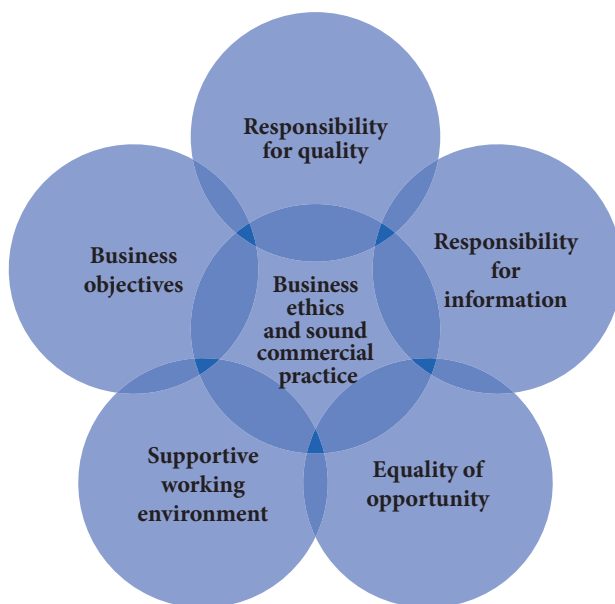 Responsibility
for quality
Business
objectives
Responsibility
for
information
Business
ethics
and sound
commercial
practice
Supportive
working
environment
Equality of
opportunity